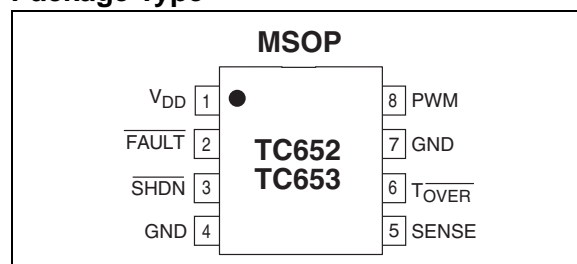 Package Type
MSOP
VDD 1
FAULT 2
SHDN 3
GND 4
TC652
TC653
8 PWM
7 GND
6 TOVER
5 SENSE